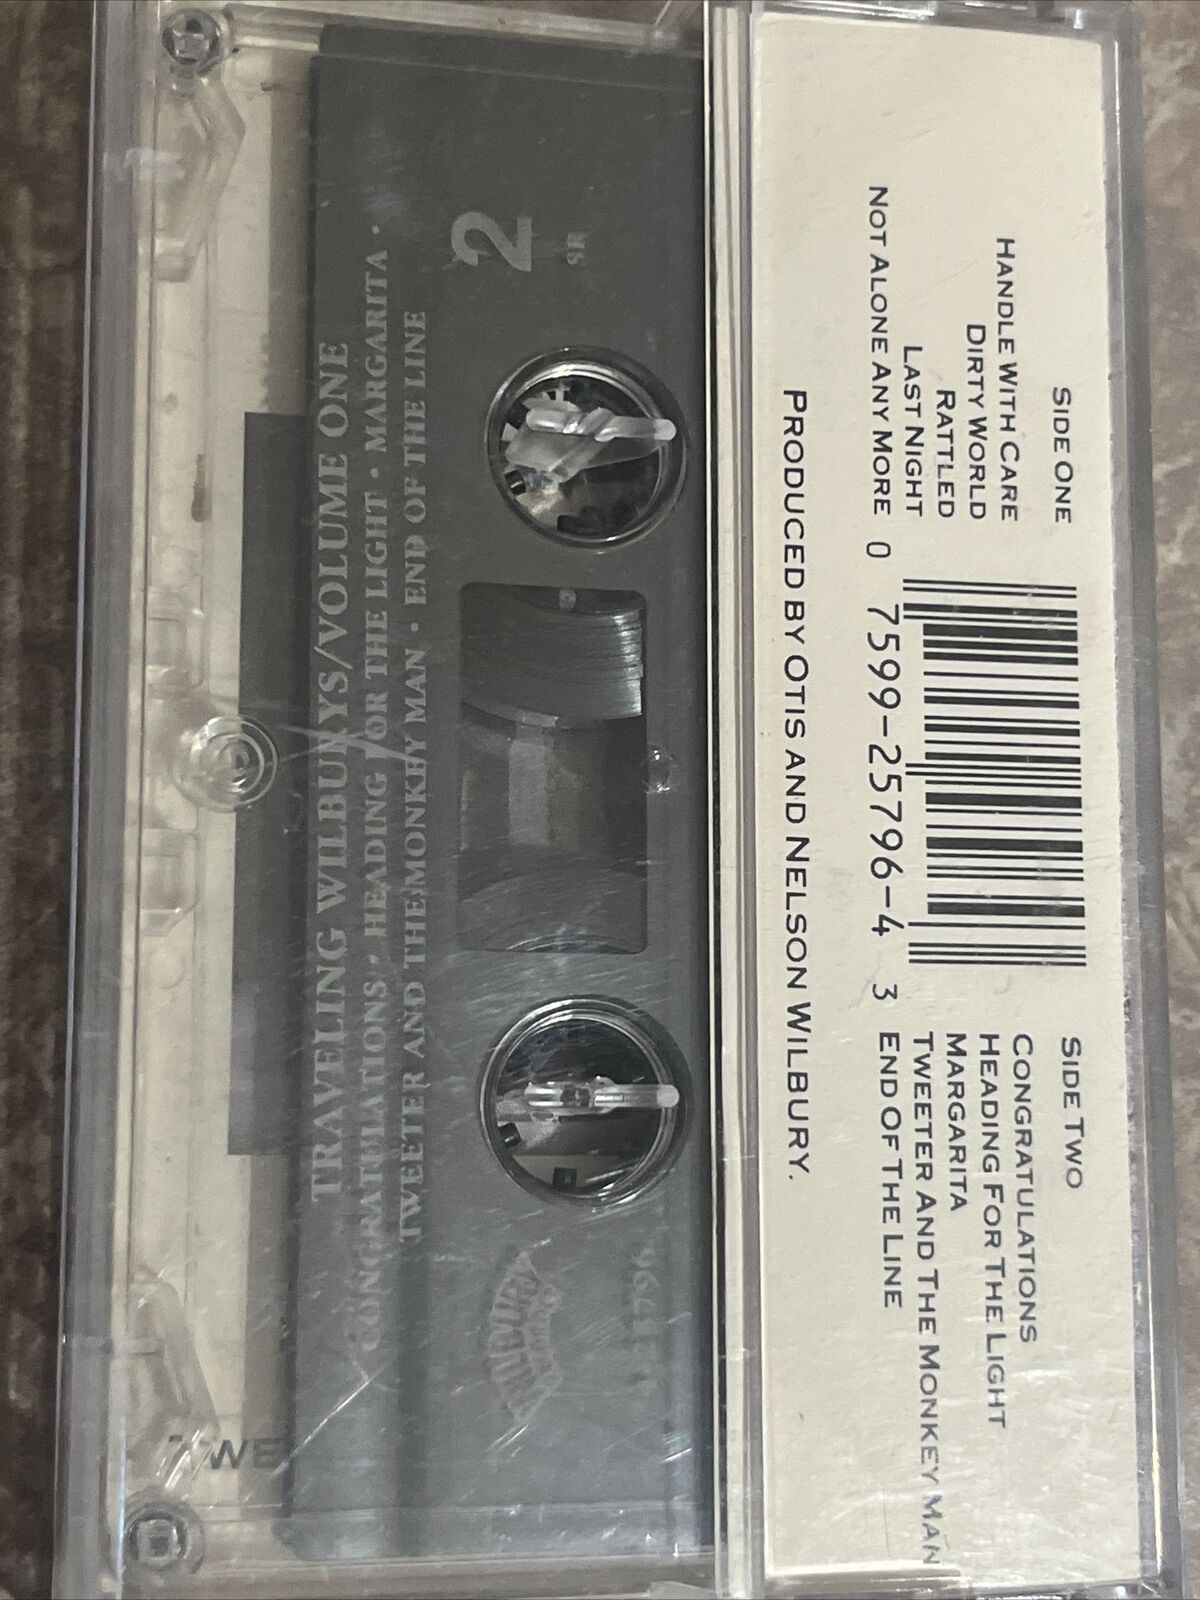 SIDE ONE
HANDLE WITH CARE
DIRTY WORLD
RATTLED
LAST NIGHT
NOT ALONE ANY MORE
0 7599-25796-4 3
SIDE TWO
CONGRATULATIONS
HEADING FOR THE LIGHT
MARGARITA
TWEETER AND THE MONKEY MAN
END OF THE LINE
PRODUCED BY OTIS AND NELSON WILBURY.
2
SR
TRAVELING WILBURYS/VOLUME ONE
CONGRATULATIONS · HEADING FOR THE LIGHT · MARGARITA ·
TWEETER AND THE MONKEY MAN · END OF THE LINE